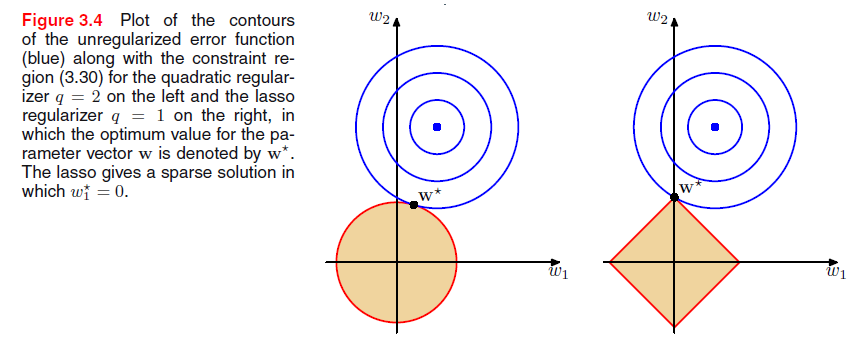 Figure 3.4 Plot of the contours
of the unregularized error function
(blue) along with the constraint re-
gion (3.30) for the quadratic regular-
izer q = 2 on the left and the lasso
regularizer q = 1 on the right, in
which the optimum value for the pa-
rameter vector w is denoted by w⋆.
The lasso gives a sparse solution in
which w₁⋆ = 0.
w₂
w⋆
w₁
w₂
w⋆
w₁